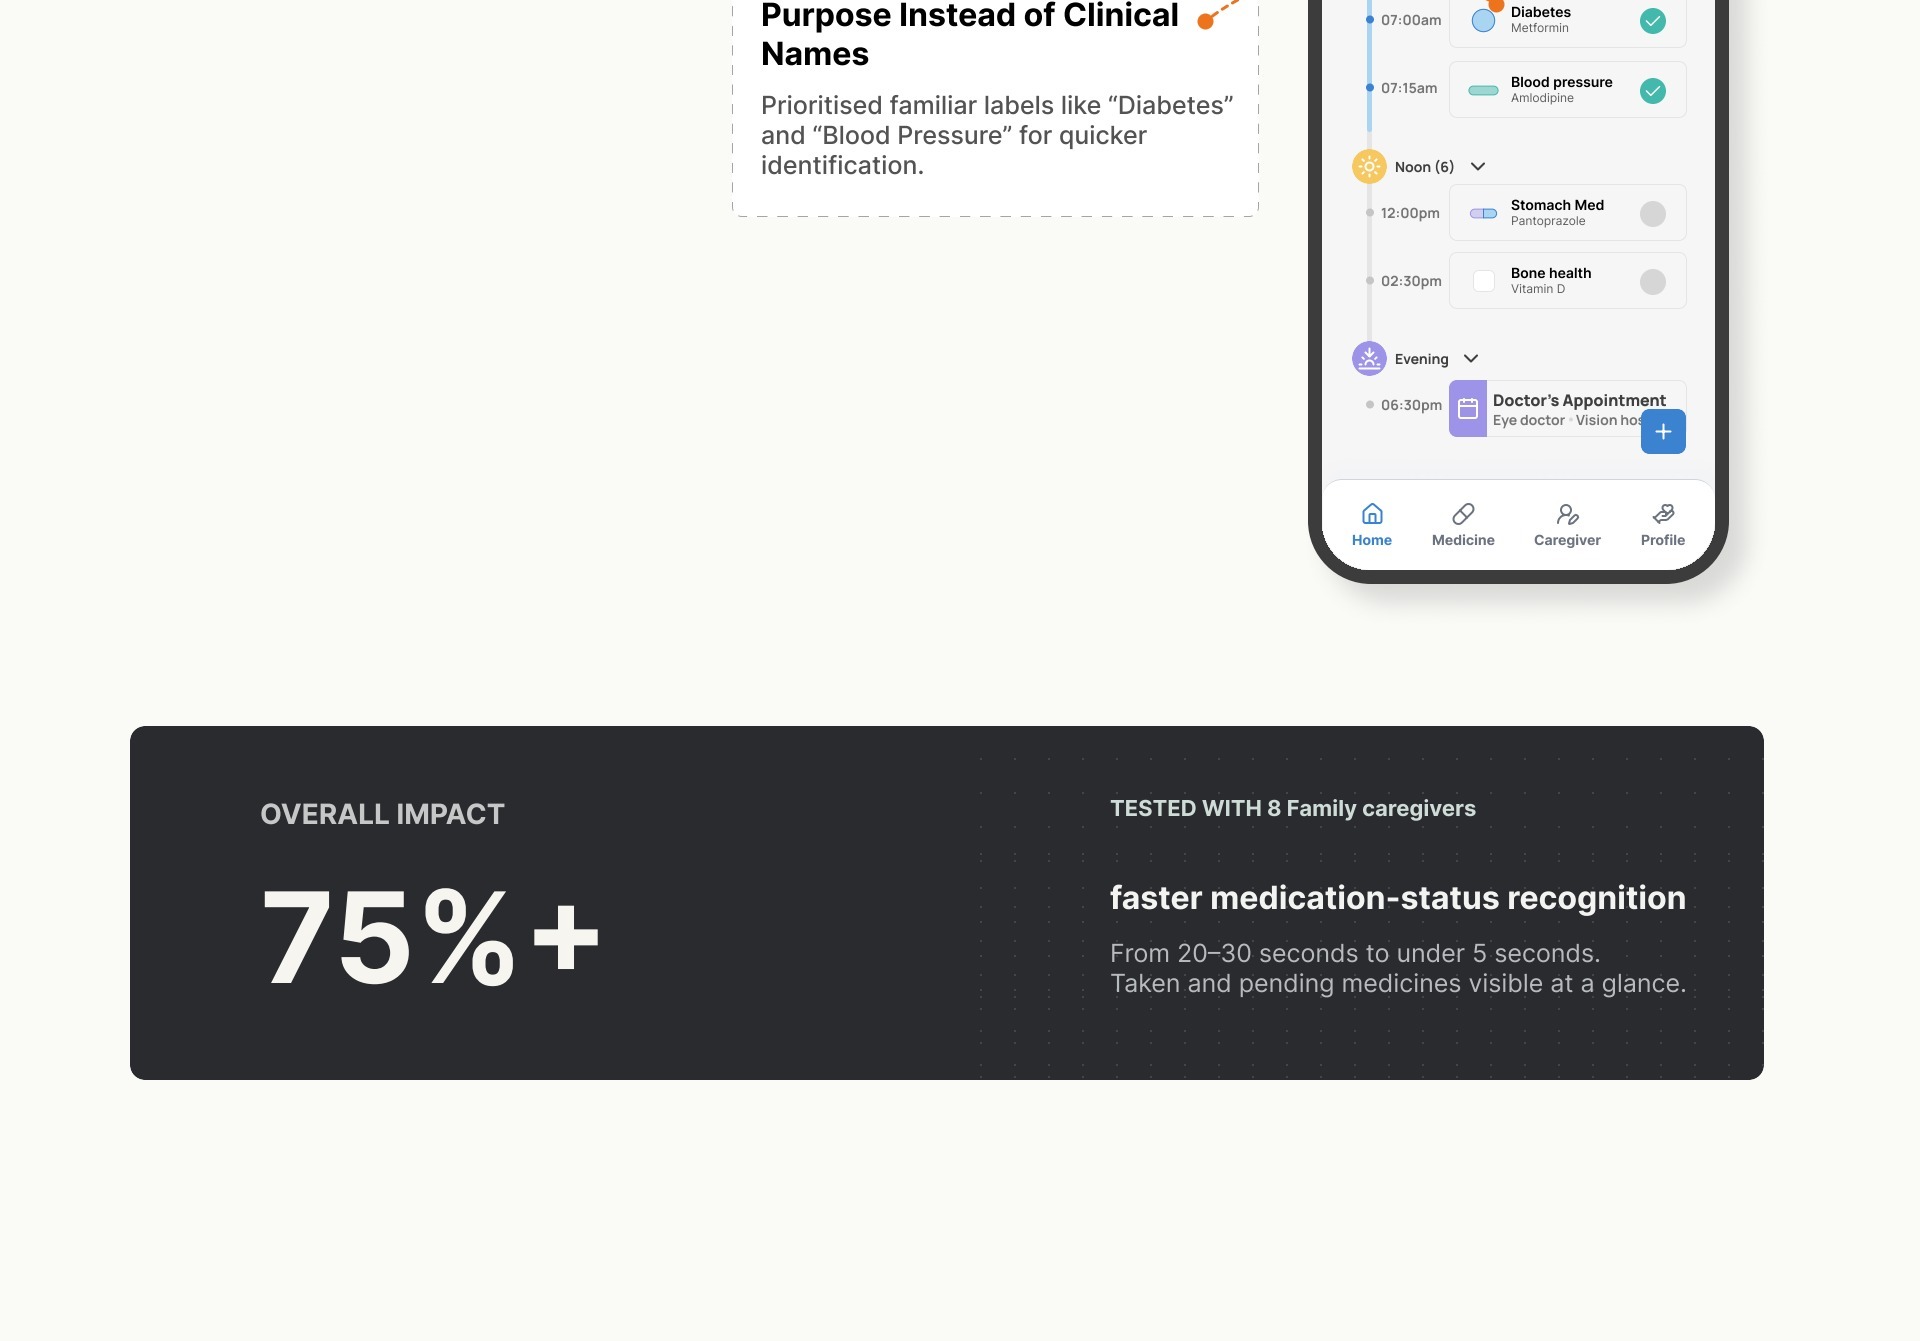 Purpose Instead of Clinical
Names
Prioritised familiar labels like “Diabetes”
and “Blood Pressure” for quicker
identification.
07:00am
Diabetes
Metformin
07:15am
Blood pressure
Amlodipine
Noon (6)
12:00pm
Stomach Med
Pantoprazole
02:30pm
Bone health
Vitamin D
Evening
06:30pm
Doctor’s Appointment
Eye doctor • Vision hos
Home
Medicine
Caregiver
Profile
OVERALL IMPACT
75%+
TESTED WITH 8 Family caregivers
faster medication-status recognition
From 20–30 seconds to under 5 seconds.
Taken and pending medicines visible at a glance.